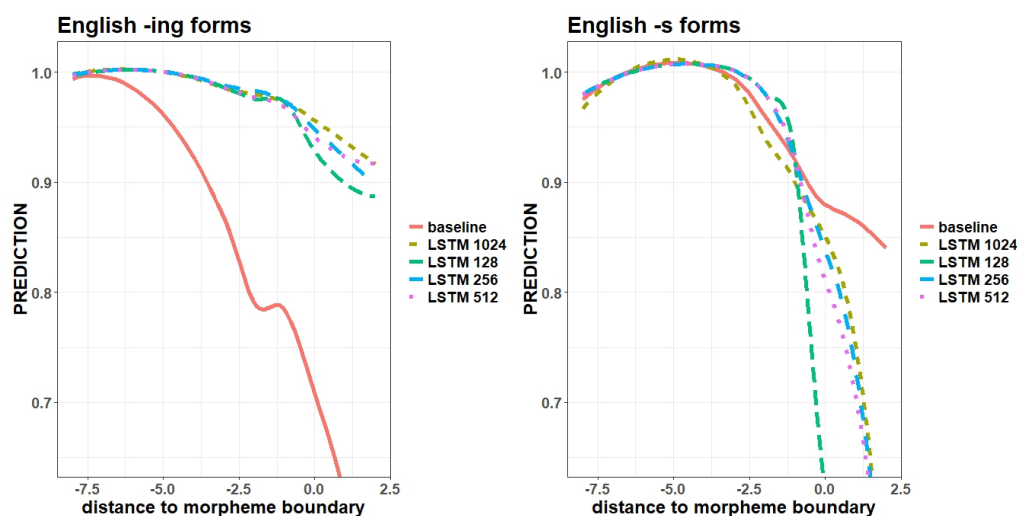 English -ing forms
PREDICTION
1.0
0.9
0.8
0.7
-7.5 -5.0 -2.5 0.0 2.5
distance to morpheme boundary
baseline
LSTM 1024
LSTM 128
LSTM 256
LSTM 512
English -s forms
PREDICTION
1.0
0.9
0.8
0.7
-7.5 -5.0 -2.5 0.0 2.5
distance to morpheme boundary
baseline
LSTM 1024
LSTM 128
LSTM 256
LSTM 512